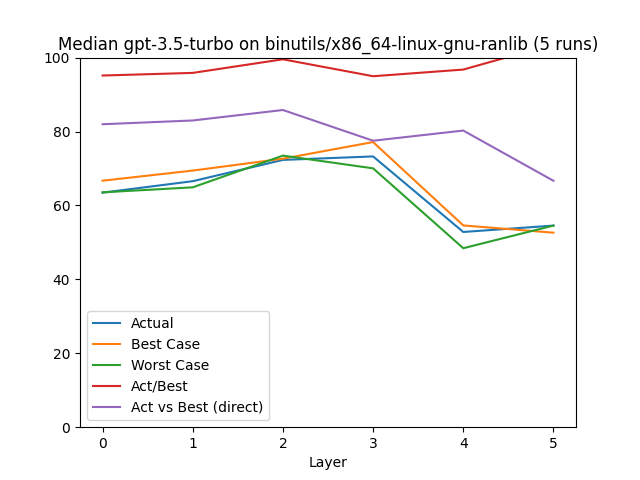 Median gpt-3.5-turbo on binutils/x86_64-linux-gnu-ranlib (5 runs)
100
80
60
40
20
0
Actual
Best Case
Worst Case
Act/Best
Act vs Best (direct)
0 1 2 3 4 5
Layer